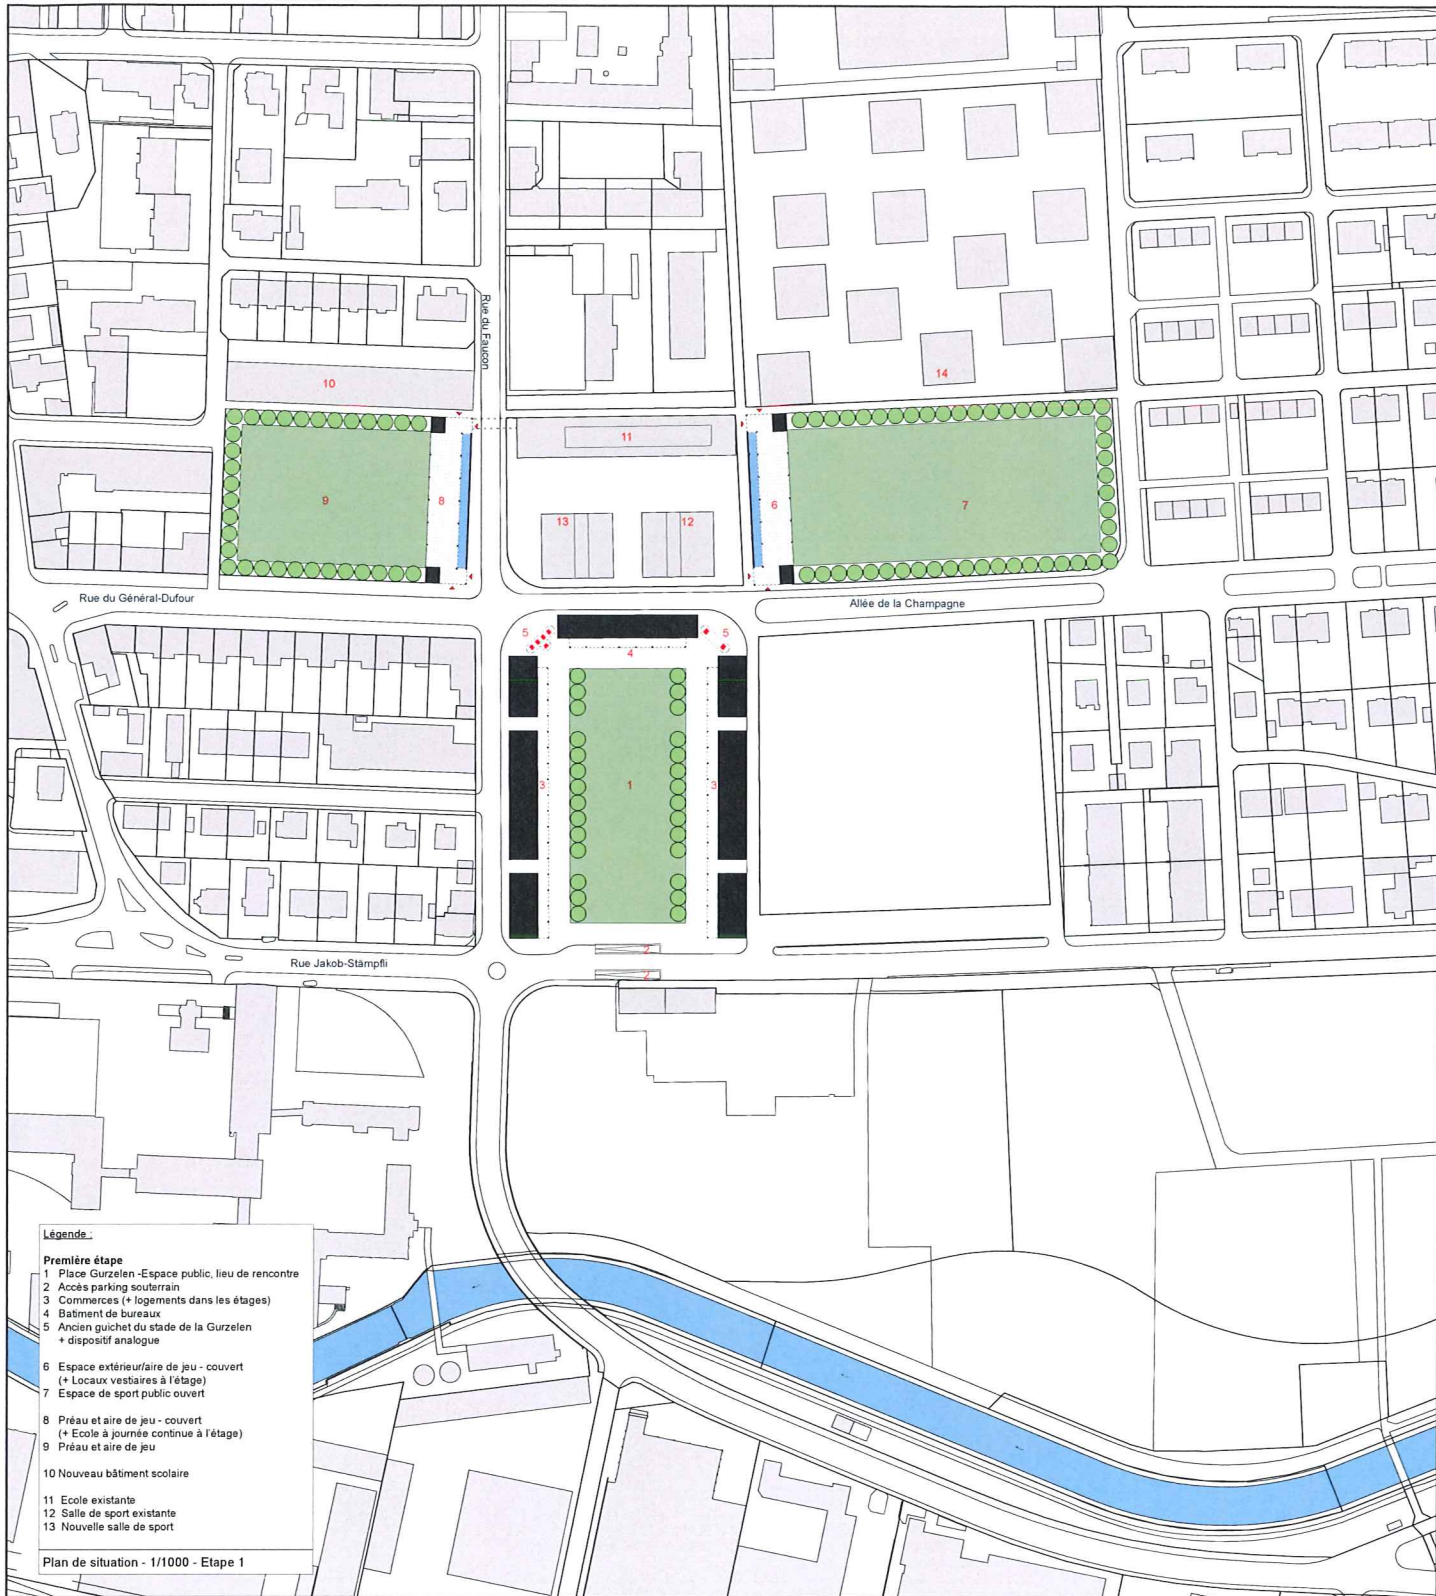 Rue du Faucon
14
10
11
9
8
6
7
13
12
Rue du Général-Dufour
Allée de la Champagne
5
5
4
3
1
3
2
Rue Jakob-Stämpfli
2
Légende :
Première étape
1 Place Gurzelen -Espace public, lieu de rencontre
2 Accès parking souterrain
3 Commerces (+ logements dans les étages)
4 Batiment de bureaux
5 Ancien guichet du stade de la Gurzelen
+ dispositif analogue
6 Espace extérieur/aire de jeu - couvert
(+ Locaux vestiaires à l'étage)
7 Espace de sport public ouvert
8 Préau et aire de jeu - couvert
(+ Ecole à journée continue à l'étage)
9 Préau et aire de jeu
10 Nouveau bâtiment scolaire
11 Ecole existante
12 Salle de sport existante
13 Nouvelle salle de sport
Plan de situation - 1/1000 - Etape 1